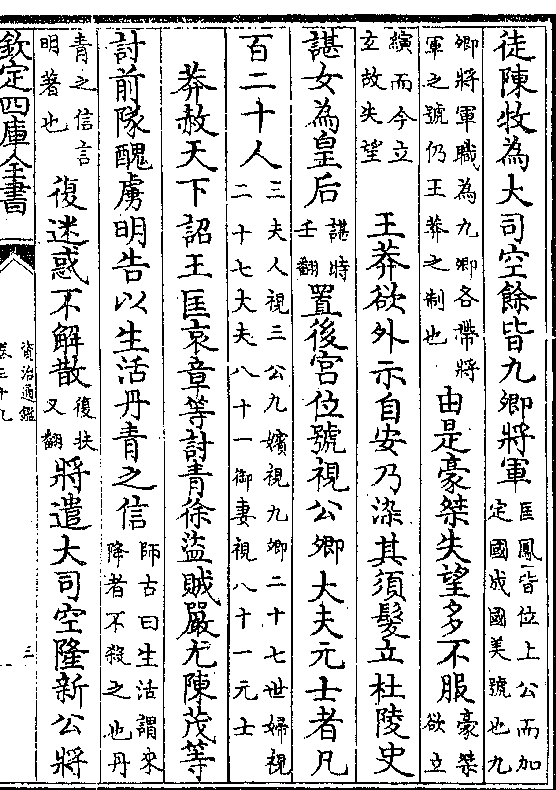 徒陳牧為大司空餘皆九卿將軍匡鳳皆位上公而加定國成國美號也九
卿將軍職為九卿各帶將軍之號仍王莽之制也由是豪桀失望多不服豪桀欲立
縯而今立立故失望王莽欲外示自安乃染其須髮立杜陵史
諶女為皇后諶時壬翻置後宮位號視公卿大夫元士者凡
百二十人三夫人視三公九嬪視九卿二十七世婦視二十七大夫八十一御妻視八十一元士
莽赦天下詔王匡哀章等討青徐盜賊嚴尤陳茂等
討前隊醜虜明告以生活丹青之信師古曰生活謂來降者不殺之也丹
青之信言明著也復迷惑不解散復扶又翻將遣大司空隆新公將
欽定四庫全書
資治通鑑
卷三十九
三